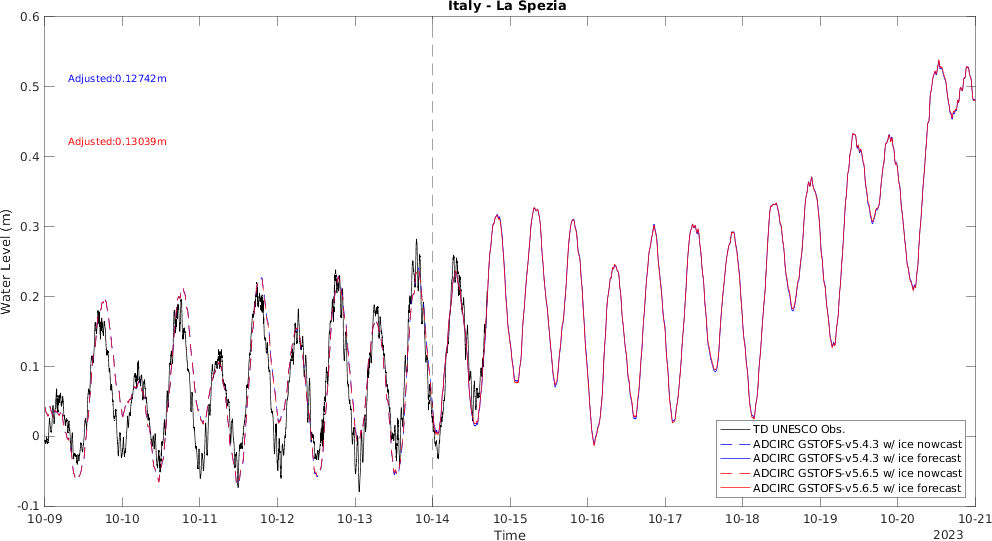 Italy - La Spezia
0.6
0.5
0.4
0.3
0.2
0.1
0
-0.1
Water Level (m)
Adjusted:0.12742m
Adjusted:0.13039m
TD UNESCO Obs.
ADCIRC GSTOFS-v5.4.3 w/ ice nowcast
ADCIRC GSTOFS-v5.4.3 w/ ice forecast
ADCIRC GSTOFS-v5.6.5 w/ ice nowcast
ADCIRC GSTOFS-v5.6.5 w/ ice forecast
10-09 10-10 10-11 10-12 10-13 10-14 10-15 10-16 10-17 10-18 10-19 10-20 10-21
Time
2023